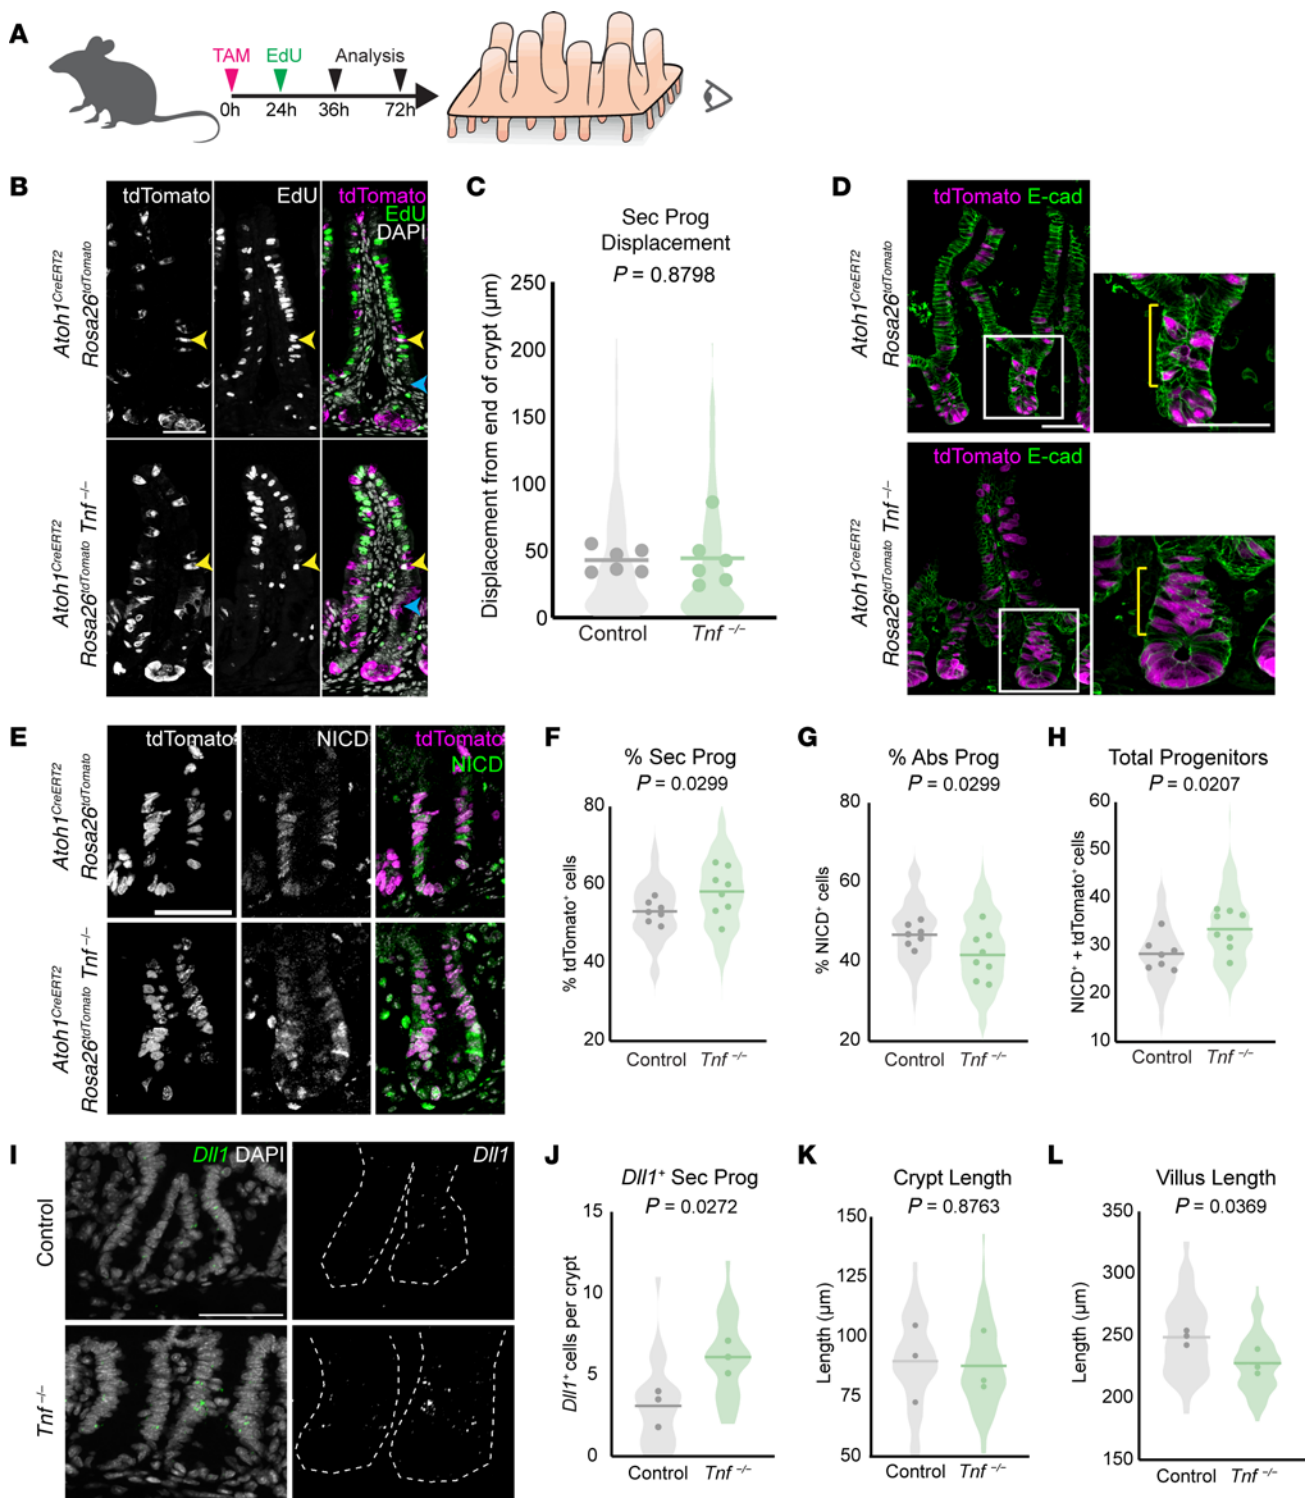 A
TAM
EdU
Analysis
0h
24h
36h
72h
B
tdTomato
EdU
tdTomato
EdU
DAPI
Atoh1CreERT2
Rosa26tdTomato
Atoh1CreERT2
Rosa26tdTomato Tnf –/–
C
Sec Prog
Displacement
P = 0.8798
Displacement from end of crypt (μm)
250
200
150
100
50
0
Control
Tnf –/–
D
tdTomato E-cad
Atoh1CreERT2
Rosa26tdTomato
tdTomato E-cad
Atoh1CreERT2
Rosa26tdTomato Tnf –/–
E
tdTomato
NICD
tdTomato
NICD
Atoh1CreERT2
Rosa26tdTomato
Atoh1CreERT2
Rosa26tdTomato Tnf –/–
F
% Sec Prog
P = 0.0299
% tdTomato+ cells
80
60
40
20
Control
Tnf –/–
G
% Abs Prog
P = 0.0299
% NICD+ cells
80
60
40
20
Control
Tnf –/–
H
Total Progenitors
P = 0.0207
NICD+ + tdTomato+ cells
60
50
40
30
20
10
Control
Tnf –/–
I
Dll1 DAPI
Dll1
Control
Tnf –/–
J
Dll1+ Sec Prog
P = 0.0272
Dll1+ cells per crypt
15
10
5
0
Control
Tnf –/–
K
Crypt Length
P = 0.8763
Length (μm)
150
125
100
75
50
Control
Tnf –/–
L
Villus Length
P = 0.0369
Length (μm)
350
300
250
200
150
Control
Tnf –/–